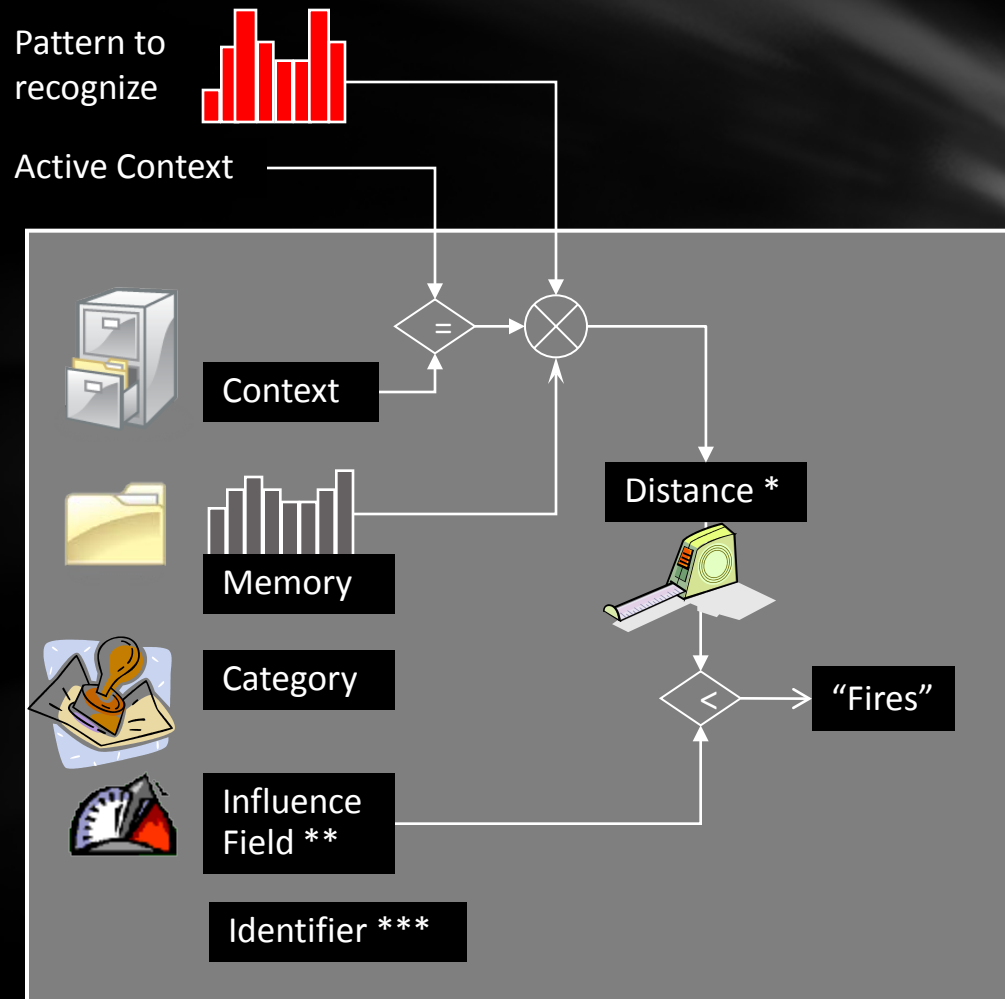 Pattern to
recognize
Active Context
=
Context
Distance *
Memory
Category
<
“Fires”
Influence
Field **
Identifier ***